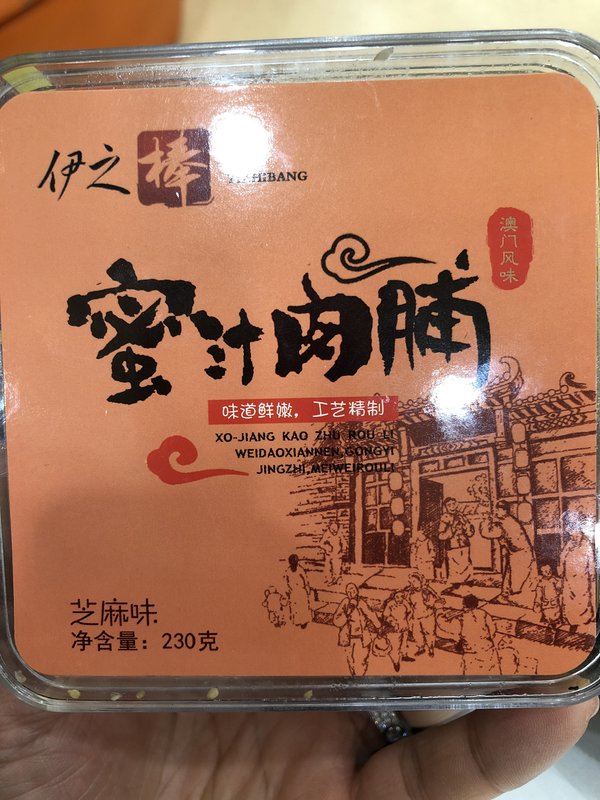 伊之棒
HIBANG
澳门风味
蜜汁肉脯
味道鲜嫩，工艺精制
XO-JIANG KAO ZHU ROU LI
WEIDAOXIANNEN,GONGYI
JINGZHI,MEIWEIROULI
芝麻味
净含量：230克